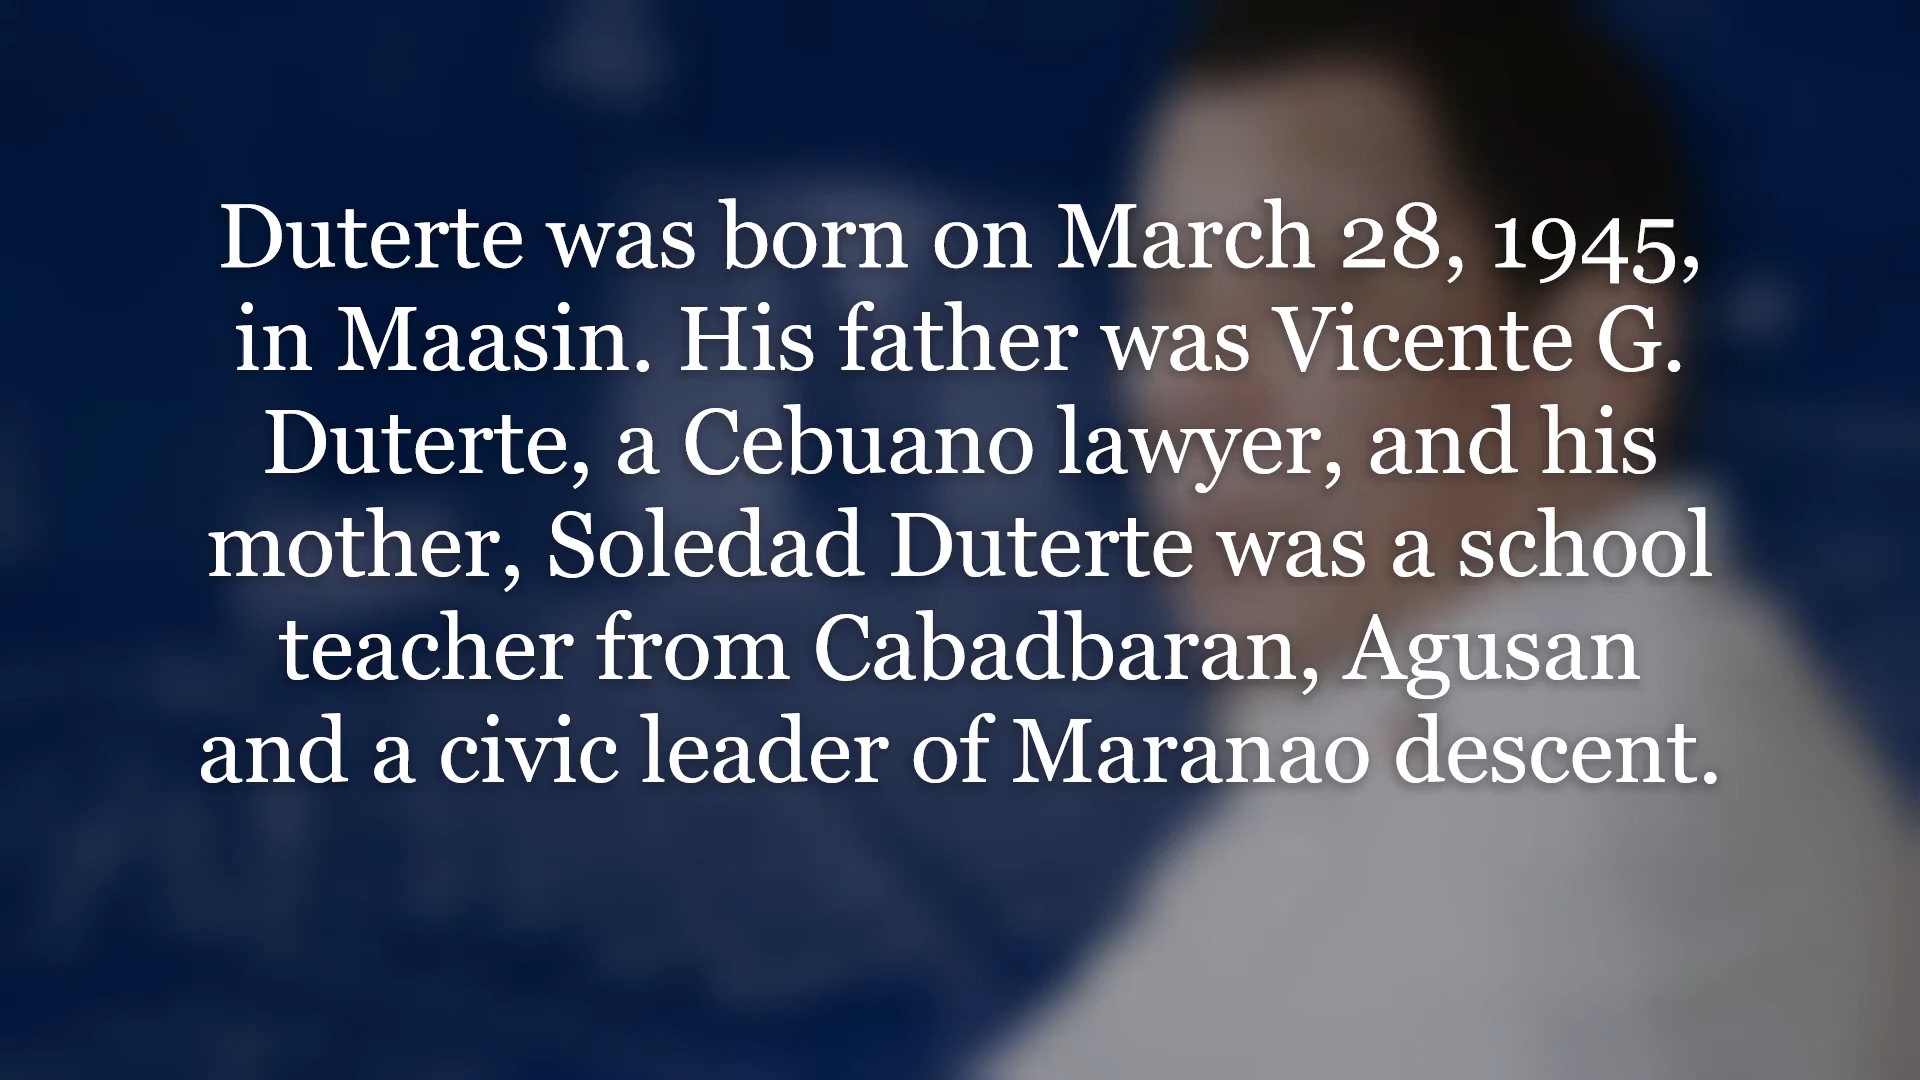 Duterte was born on March 28, 1945,
in Maasin. His father was Vicente G.
Duterte, a Cebuano lawyer, and his
mother, Soledad Duterte was a school
teacher from Cabadbaran, Agusan
and a civic leader of Maranao descent.